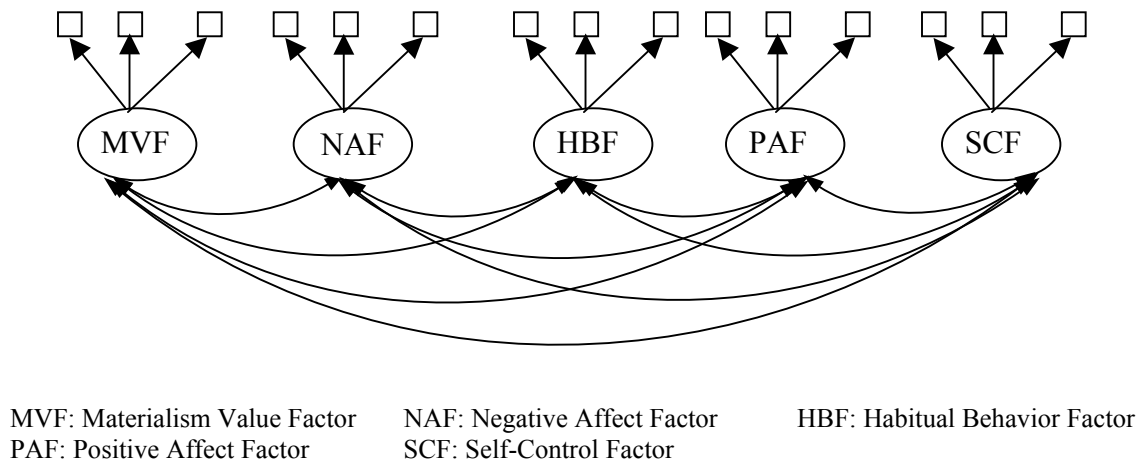 MVF NAF HBF PAF SCF
MVF: Materialism Value Factor NAF: Negative Affect Factor HBF: Habitual Behavior Factor
PAF: Positive Affect Factor SCF: Self-Control Factor